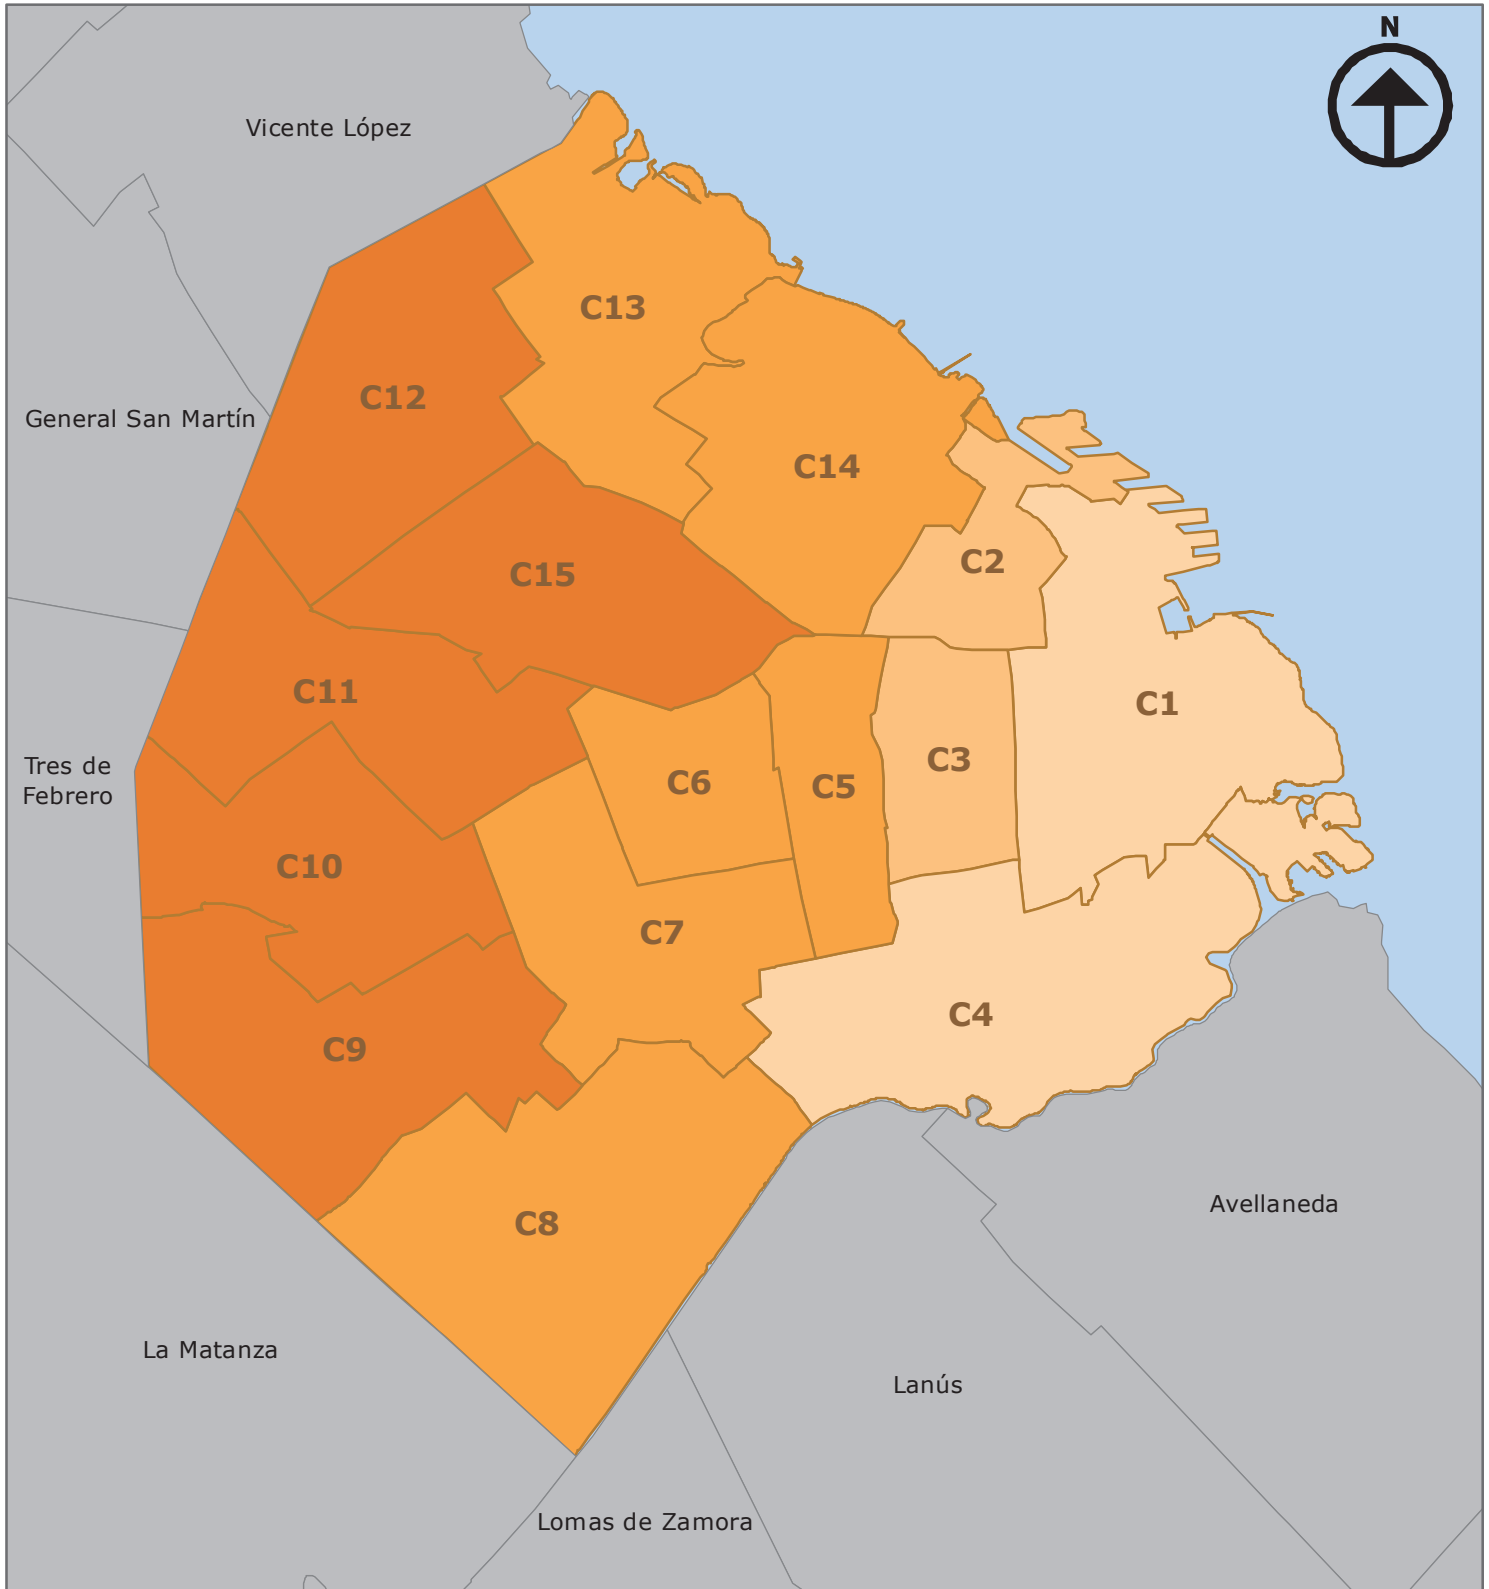 N
Vicente López
C13
C12
General San Martín
C14
C2
C15
C11
C1
C3
Tres de
Febrero
C6
C5
C10
C7
C4
C9
Avellaneda
C8
La Matanza
Lanús
Lomas de Zamora